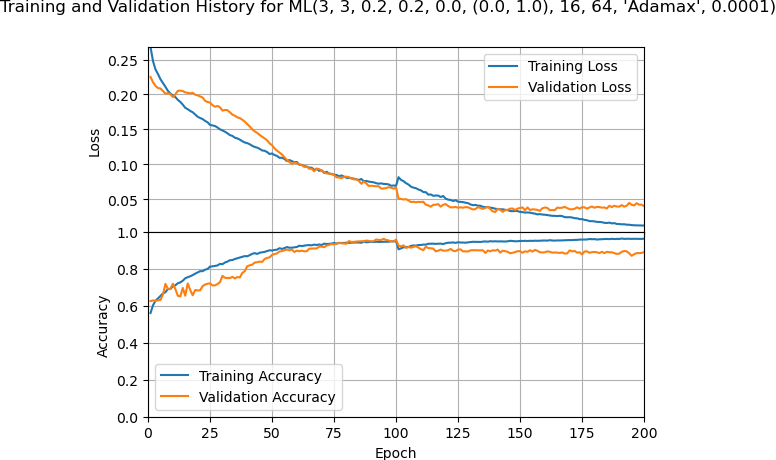 Training and Validation History for ML(3, 3, 0.2, 0.2, 0.0, (0.0, 1.0), 16, 64, 'Adamax', 0.0001)
0.25
0.20
0.15
0.10
0.05
Loss
Training Loss
Validation Loss
1.0
0.8
0.6
0.4
0.2
0.0
Accuracy
Training Accuracy
Validation Accuracy
0 25 50 75 100 125 150 175 200
Epoch